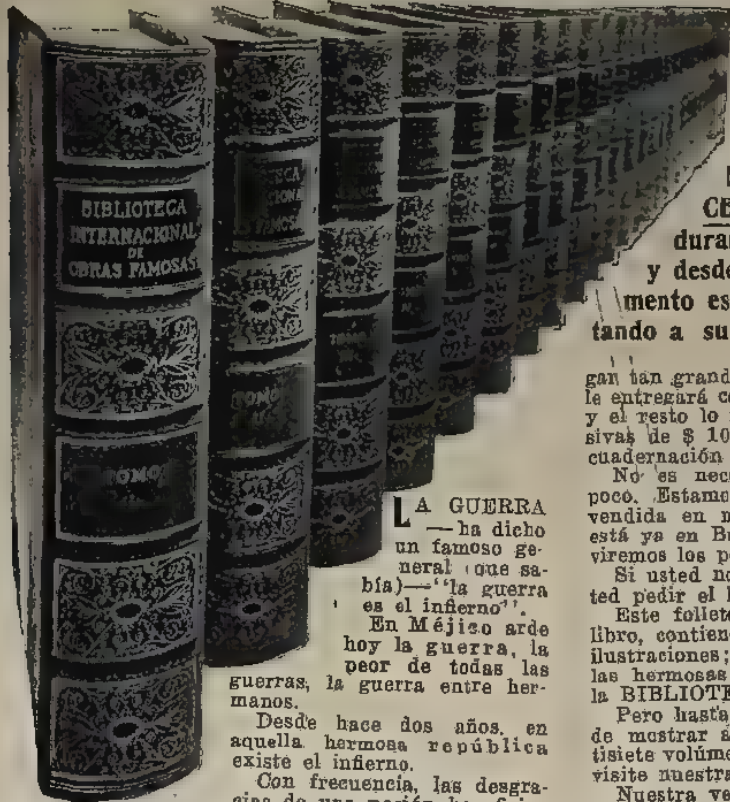 BIBLIOTECA
INTERNACIONAL
DE
OBRAS FAMOSAS
TOMO
TOMO
LA GUERRA
— ha dicho
un famoso ge-
neral (que sa-
bía)—"la guerra
es el infierno".
En Méjico arde
hoy la guerra, la
peor de todas las
guerras, la guerra entre her-
manos.
Desde hace dos años, en
aquella hermosa república
existe el infierno.
Con frecuencia, las desgra-
CE
duran
y desde
mento es
tando a su
gan tan grand
le entregará c
y el resto lo
sivas de $ 10
cuadernación
No es nec
poco. Estam
vendida en m
está ya en B
viremos los p
Si usted no
ted pedir el
Este follet
libro, contien
ilustraciones;
las hermosas
la BIBLIOTE
Pero hasta
de mostrar a
tisiete volúme
visite nuestra
Nuestra ve